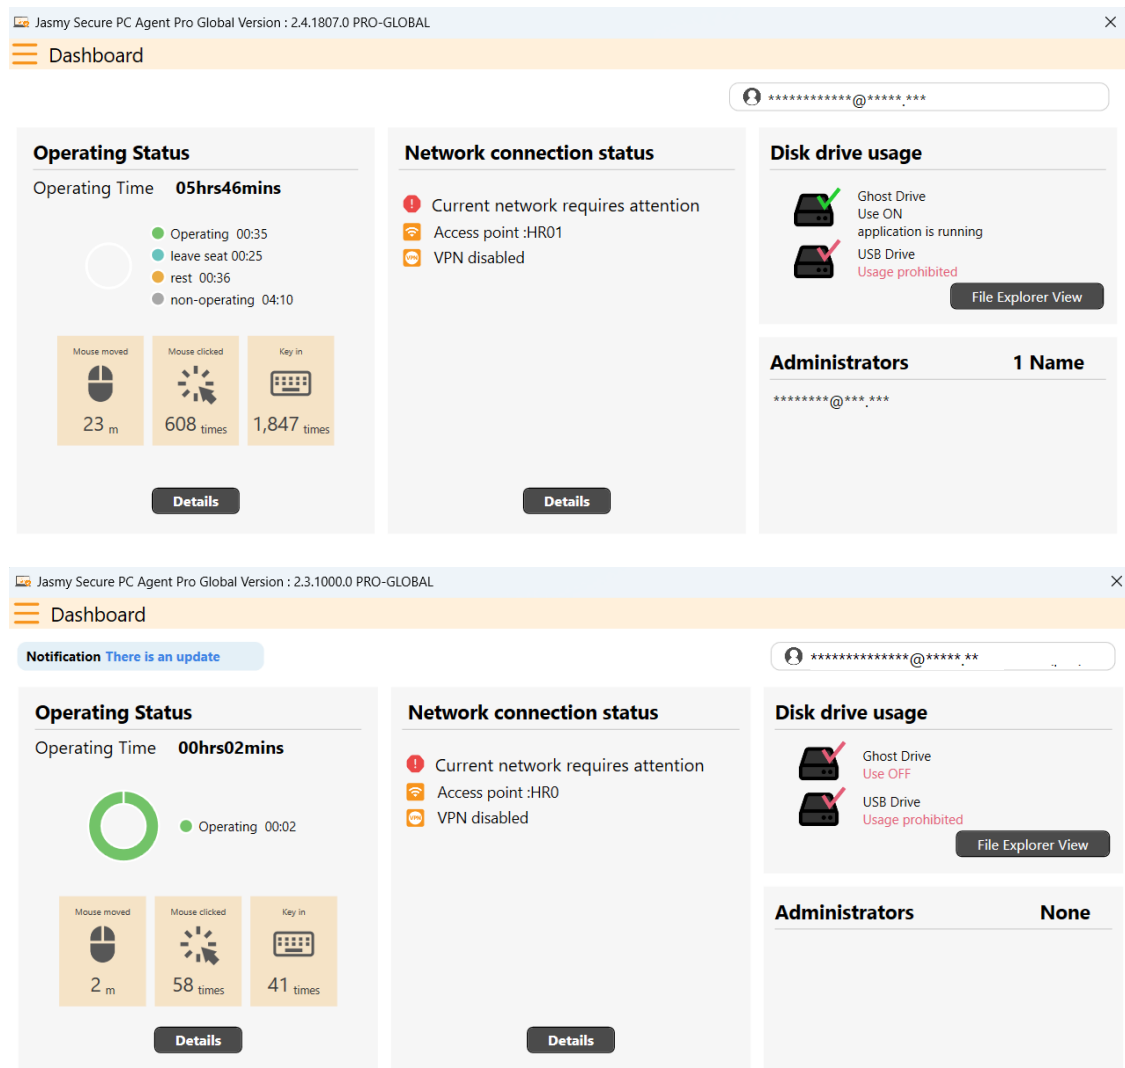 Jasmy Secure PC Agent Pro Global Version : 2.4.1807.0 PRO-GLOBAL
Dashboard
************@*****.***
Operating Status
Operating Time 05hrs46mins
Operating 00:35
leave seat 00:25
rest 00:36
non-operating 04:10
Mouse moved
23 m
Mouse clicked
608 times
Key in
1,847 times
Details
Network connection status
Current network requires attention
Access point :HR01
VPN
VPN disabled
Details
Disk drive usage
Ghost Drive
Use ON
application is running
USB Drive
Usage prohibited
File Explorer View
Administrators 1 Name
********@***.***
Jasmy Secure PC Agent Pro Global Version : 2.3.1000.0 PRO-GLOBAL
Dashboard
Notification There is an update
**************@*****.**
Operating Status
Operating Time 00hrs02mins
Operating 00:02
Mouse moved
2 m
Mouse clicked
58 times
Key in
41 times
Details
Network connection status
Current network requires attention
Access point :HR0
VPN
VPN disabled
Details
Disk drive usage
Ghost Drive
Use OFF
USB Drive
Usage prohibited
File Explorer View
Administrators None